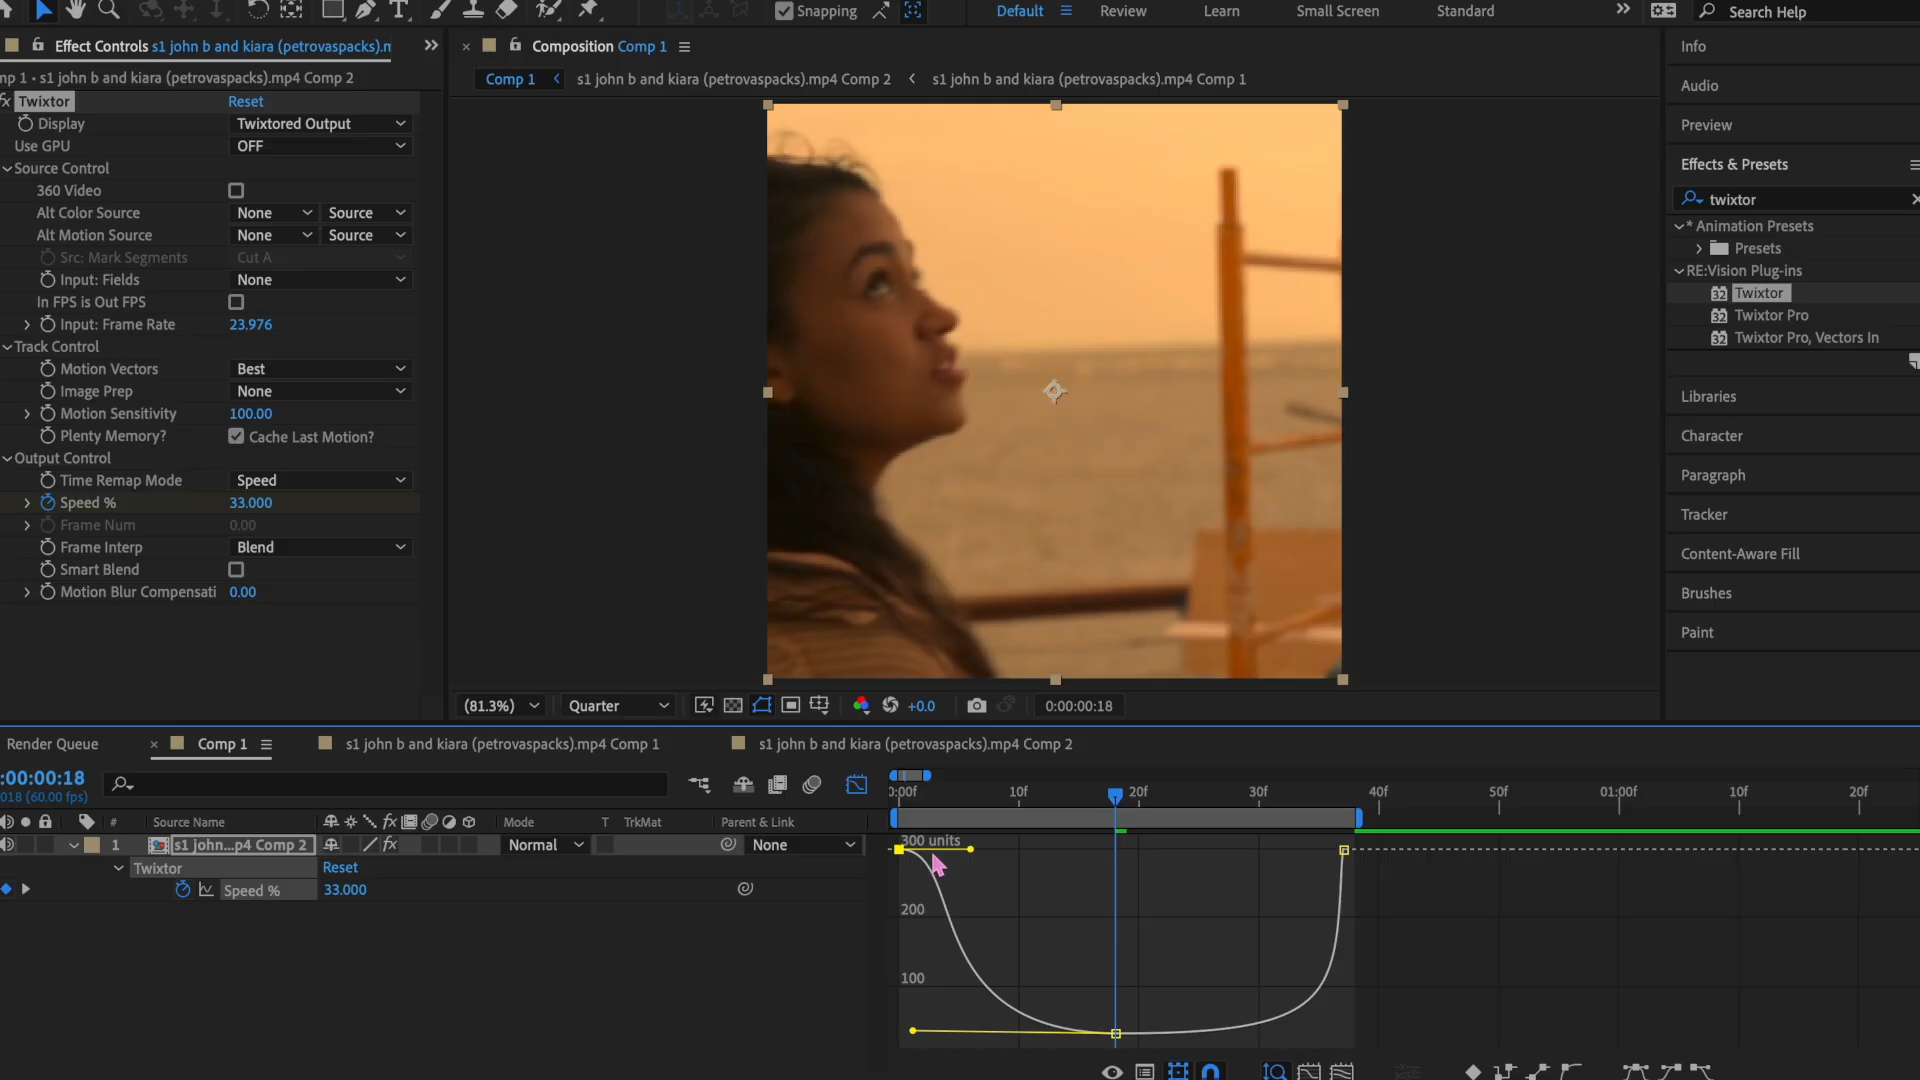 Snapping
Default
Review
Learn
Small Screen
Standard
Search Help
Effect Controls s1 john b and kiara (petrovaspacks).n
Composition Comp 1
Info
mp 1 • s1 john b and kiara (petrovaspacks).mp4 Comp 2
Comp 1
s1 john b and kiara (petrovaspacks).mp4 Comp 2
s1 john b and kiara (petrovaspacks).mp4 Comp 1
Audio
fx Twixtor
Reset
Display
Twixtored Output
Preview
Use GPU
OFF
Source Control
Effects & Presets
360 Video
twixtor
Alt Color Source
None
Source
Alt Motion Source
None
Source
* Animation Presets
Presets
Src: Mark Segments
Cut A
RE:Vision Plug-ins
Input: Fields
None
32 Twixtor
In FPS is Out FPS
32 Twixtor Pro
Input: Frame Rate
23.976
32 Twixtor Pro, Vectors In
Track Control
Motion Vectors
Best
Image Prep
None
Libraries
Motion Sensitivity
100.00
Plenty Memory?
Cache Last Motion?
Character
Output Control
Paragraph
Time Remap Mode
Speed
Speed %
33.000
Tracker
Frame Num
0.00
Frame Interp
Blend
Content-Aware Fill
Smart Blend
Motion Blur Compensati
0.00
Brushes
Paint
(81.3%)
Quarter
+0.0
0:00:00:18
Render Queue
Comp 1
s1 john b and kiara (petrovaspacks).mp4 Comp 1
s1 john b and kiara (petrovaspacks).mp4 Comp 2
:00:00:18
018 (60.00 fps)
0:00f
10f
20f
30f
40f
50f
01:00f
10f
20f
#
Source Name
fx
Mode
T
TrkMat
Parent & Link
1
s1 john...p4 Comp 2
fx
Normal
None
300 units
Twixtor
Reset
Speed %
33.000
200
100